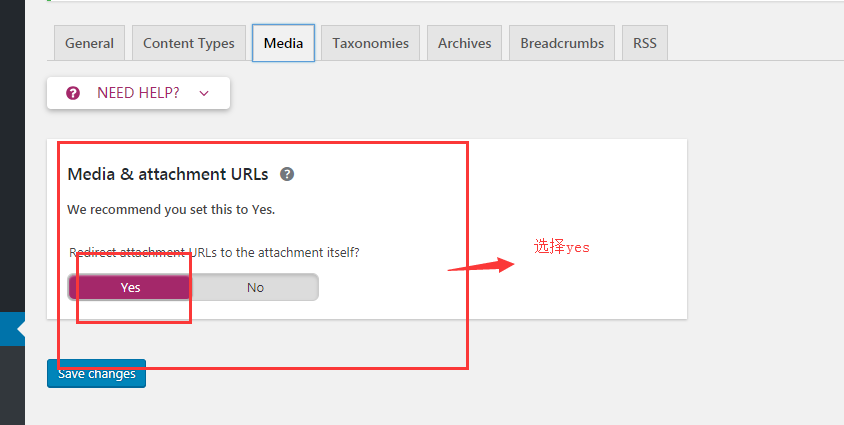 General
Content Types
Media
Taxonomies
Archives
Breadcrumbs
RSS
NEED HELP?
Media & attachment URLs
We recommend you set this to Yes.
Redirect attachment URLs to the attachment itself?
Yes
No
选择yes
Save changes